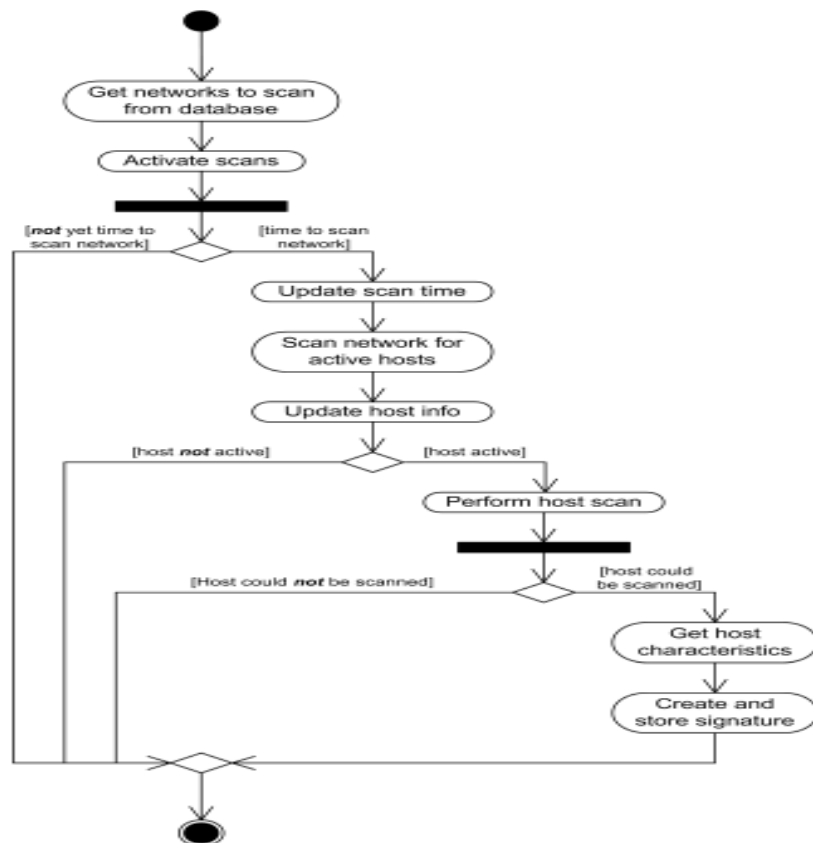 Get networks to scan
from database
Activate scans
[not yet time to
scan network]
[time to scan
network]
Update scan time
Scan network for
active hosts
Update host info
[host not active]
[host active]
Perform host scan
[Host could not be scanned]
[host could
be scanned]
Get host
characteristics
Create and
store signature